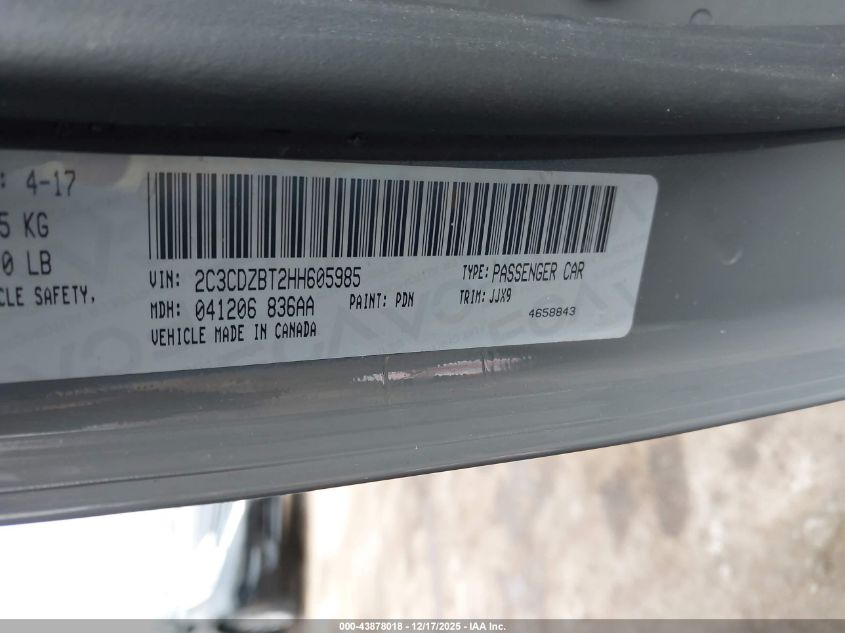 : 4-17
5 KG
0 LB
CLE SAFETY,
VIN: 2C3CDZBT2HH605985
TYPE: PASSENGER CAR
MDH: 041206 836AA
PAINT: PDN
TRIM: JJX9
VEHICLE MADE IN CANADA
4658843
000-43878018 - 12/17/2025 - IAA Inc.